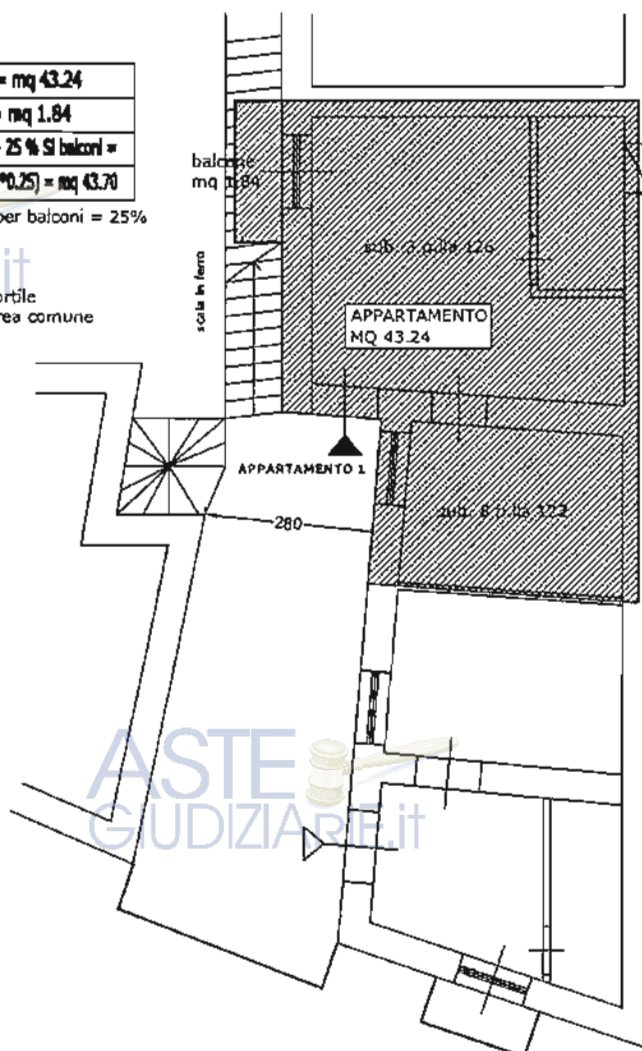 = mq 43.24
= mq 1.84
25 % Sl balconi =
*0.25) = mq 43.70
per balconi = 25%
it
ortile
rea comune
balcone
mq 1.84
scala in ferro
sub. 3 p.lla 126
APPARTAMENTO
MQ 43.24
APPARTAMENTO 1
280
sub. 8 p.lla 122
ASTE
GIUDIZIARIE.it